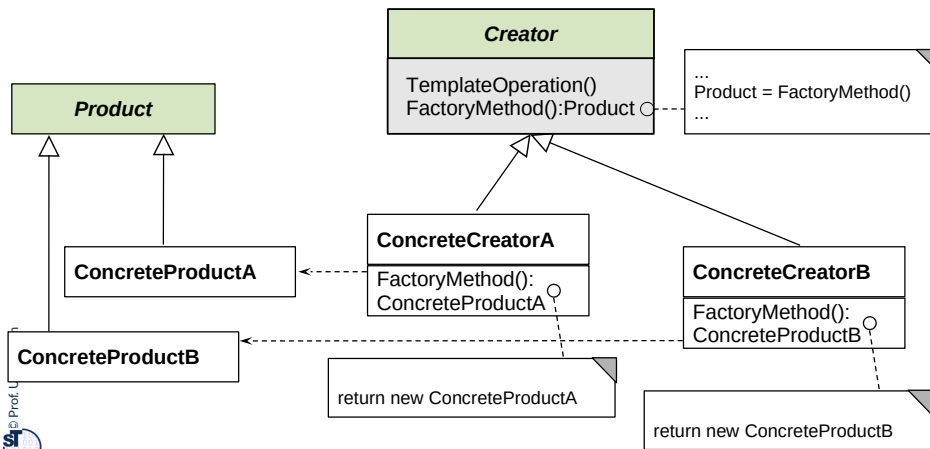 Creator
TemplateOperation()
FactoryMethod():Product
...
Product = FactoryMethod()
...
Product
ConcreteCreatorA
FactoryMethod():
ConcreteProductA
ConcreteCreatorB
FactoryMethod():
ConcreteProductB
ConcreteProductA
ConcreteProductB
return new ConcreteProductA
return new ConcreteProductB
© Prof. U
ST